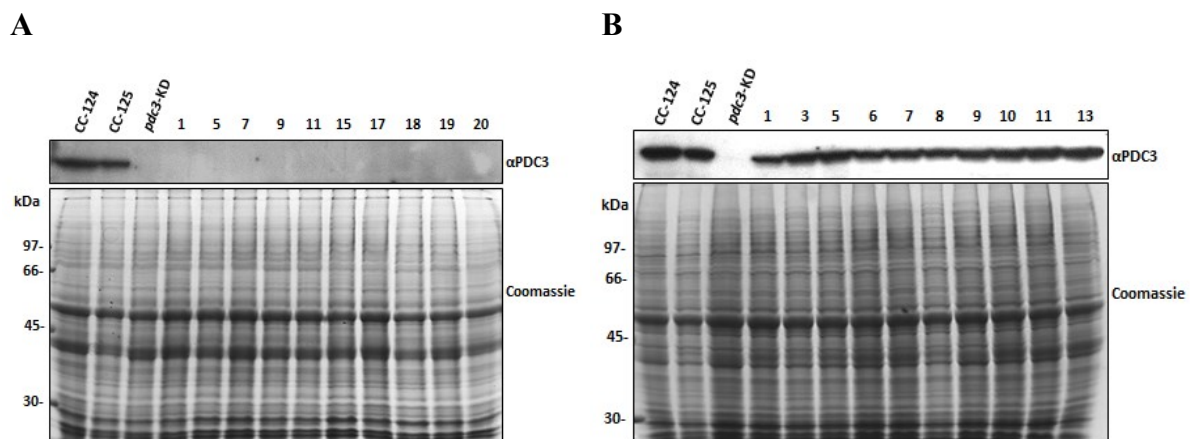 A
CC-124 CC-125 pdc3-KD 1 5 7 9 11 15 17 18 19 20
αPDC3
kDa
97-
66-
Coomassie
45-
30-
B
CC-124 CC-125 pdc3-KD 1 3 5 6 7 8 9 10 11 13
αPDC3
kDa
97-
66-
Coomassie
45-
30-